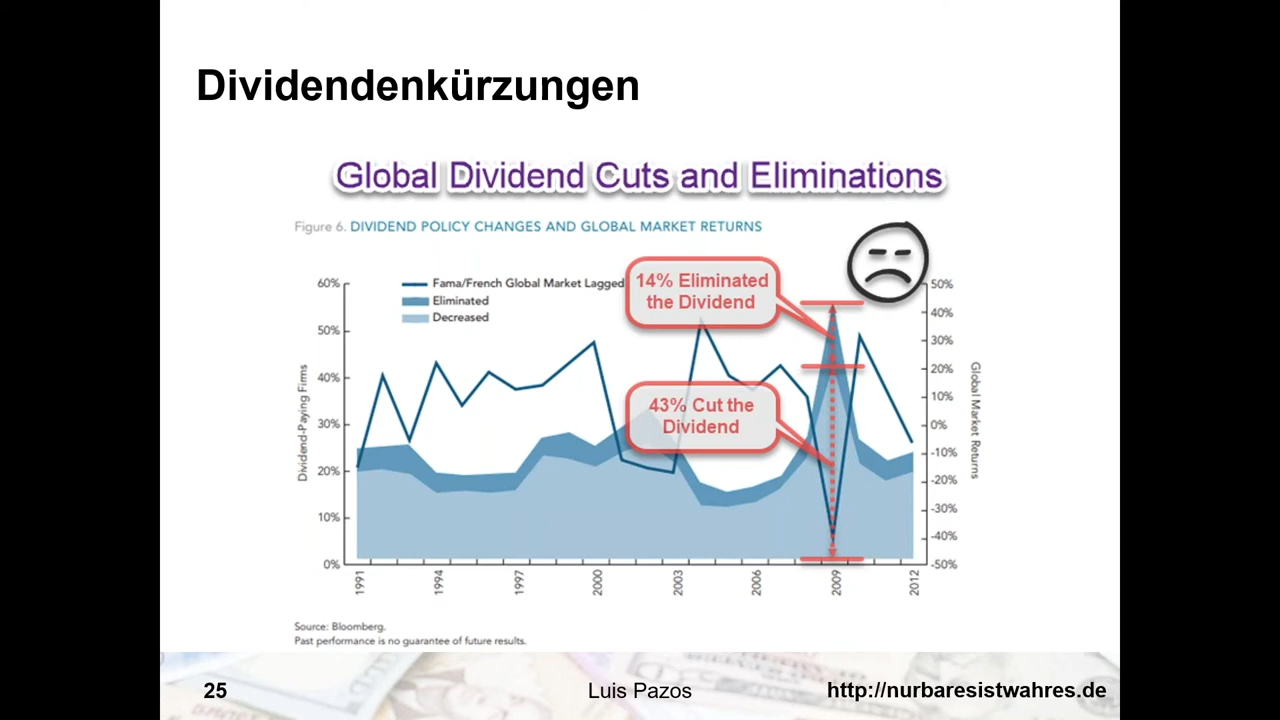 Dividendenkürzungen
Global Dividend Cuts and Eliminations
Figure 6. DIVIDEND POLICY CHANGES AND GLOBAL MARKET RETURNS
Fama/French Global Market Lagged
Eliminated
Decreased
14% Eliminated
the Dividend
43% Cut the
Dividend
Dividend-Paying Firms
60%
50%
40%
30%
20%
10%
0%
50%
40%
30%
20%
10%
0%
-10%
-20%
-30%
-40%
-50%
Global Market Returns
1991
1994
1997
2000
2003
2006
2009
2012
Source: Bloomberg.
Past performance is no guarantee of future results.
25
Luis Pazos
http://nurbaresistwahres.de